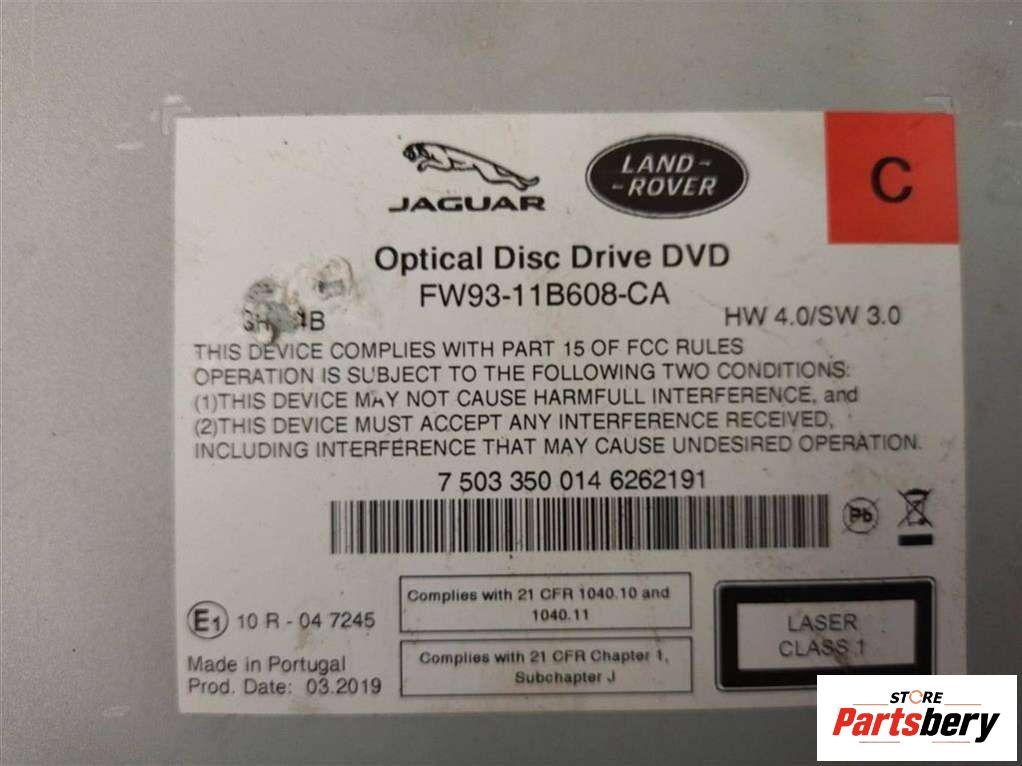 JAGUAR
LAND-
-ROVER
C
Optical Disc Drive DVD
FW93-11B608-CA
HW 4.0/SW 3.0
THIS DEVICE COMPLIES WITH PART 15 OF FCC RULES
OPERATION IS SUBJECT TO THE FOLLOWING TWO CONDITIONS:
(1)THIS DEVICE MAY NOT CAUSE HARMFULL INTERFERENCE, and
(2)THIS DEVICE MUST ACCEPT ANY INTERFERENCE RECEIVED,
INCLUDING INTERFERENCE THAT MAY CAUSE UNDESIRED OPERATION.
7 503 350 014 6262191
Pb
E1 10 R - 04 7245
Made in Portugal
Prod. Date: 03.2019
Complies with 21 CFR 1040.10 and
1040.11
Complies with 21 CFR Chapter 1,
Subchapter J
LASER
CLASS 1
STORE
Partsbery